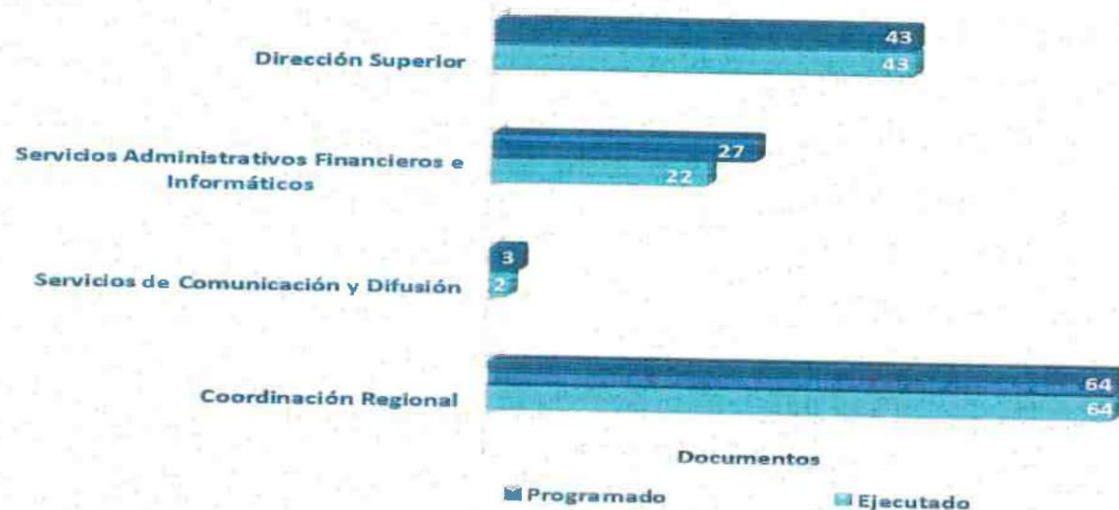 43
Dirección Superior
43
Servicios Administrativos Financieros e
27
Informáticos
22
3
Servicios de Comunicación y Difusión
2
64
Coordinación Regional
64
Documentos
Programado
Ejecutado